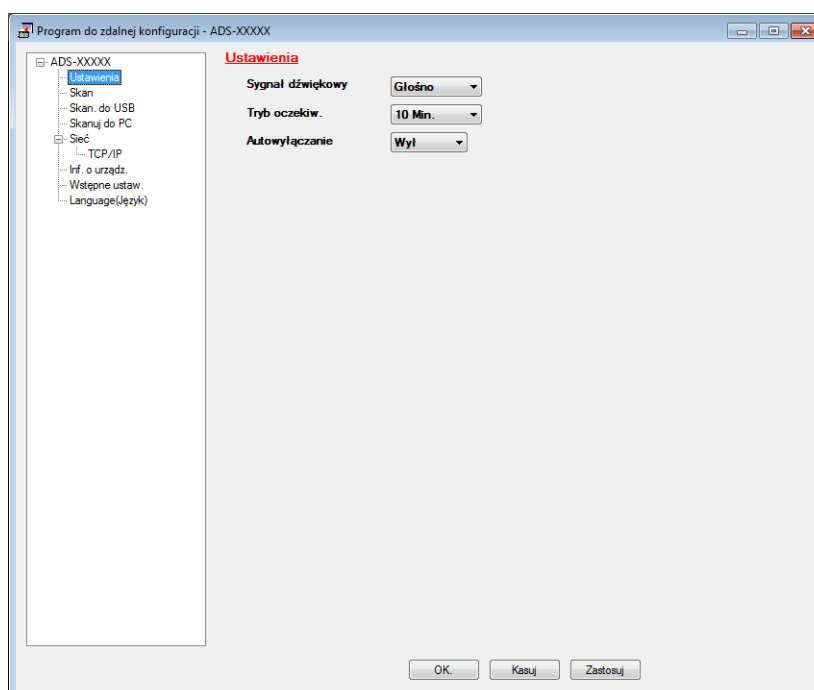 Program do zdalnej konfiguracji - ADS-XXXXX
ADS-XXXXX
Ustawienia
Skan
Skan. do USB
Skanuj do PC
Sieć
TCP/IP
Inf. o urządz.
Wstępne ustaw.
Language(Język)
Ustawienia
Sygnał dźwiękowy Głośno
Tryb oczekiw. 10 Min.
Autowyłączanie Wył
OK. Kasuj Zastosuj